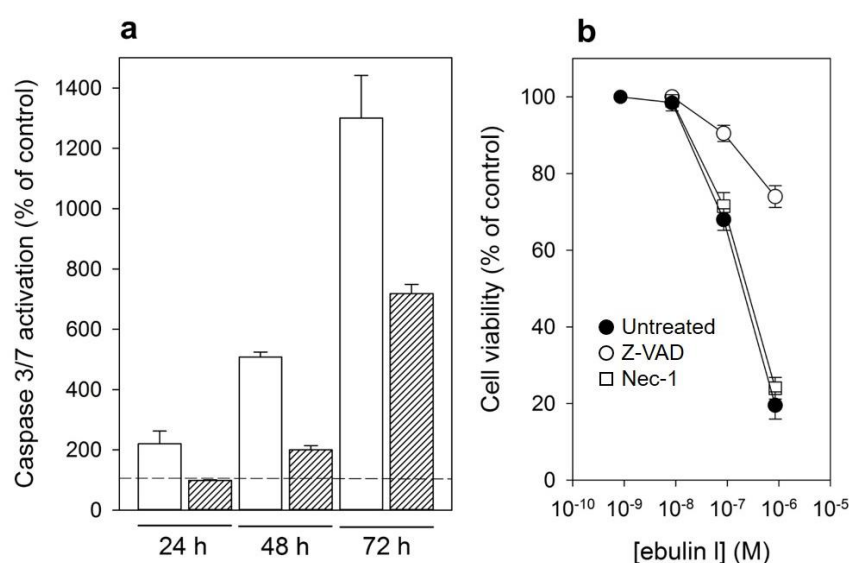 a
Caspase 3/7 activation (% of control)
1400
1200
1000
800
600
400
200
0
24 h
48 h
72 h
b
Cell viability (% of control)
100
80
60
40
20
0
Untreated
Z-VAD
Nec-1
10⁻¹⁰ 10⁻⁹ 10⁻⁸ 10⁻⁷ 10⁻⁶ 10⁻⁵
[ebulin l] (M)